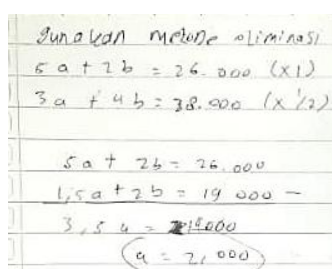 gunakan metode eliminasi
5a + 2b = 26.000 (x1)
3a + 4b = 38.000 (x 1/2)
5a + 2b = 26.000
1,5a + 2b = 19 000 -
3,5 a = 000
a = 2,000